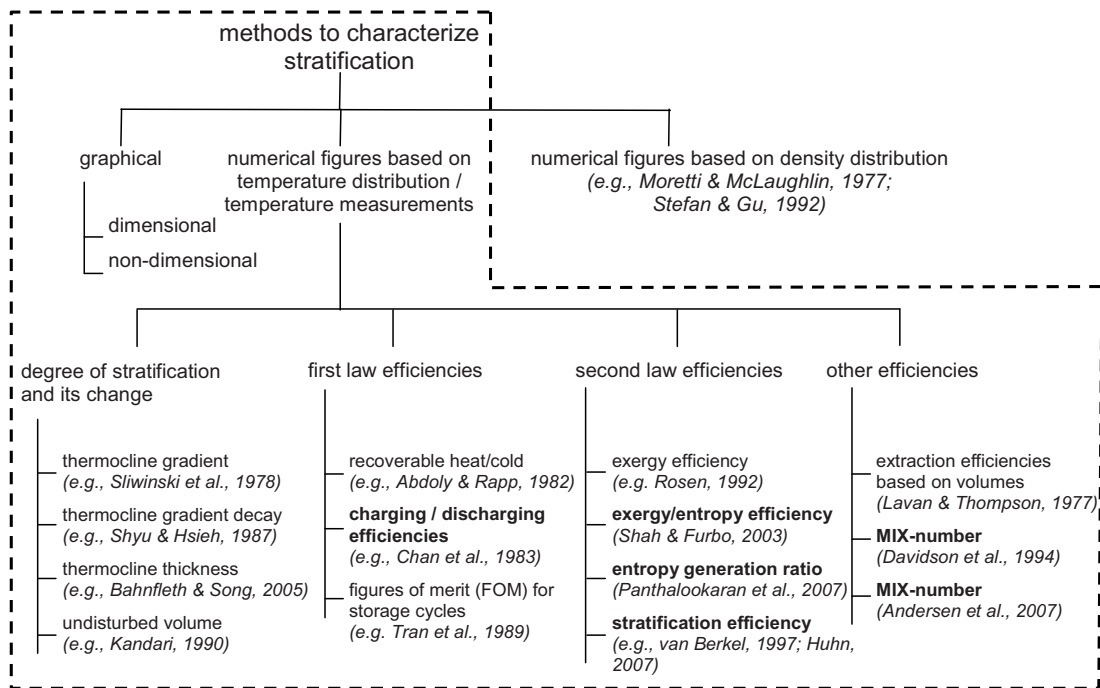 methods to characterize
stratification
graphical
dimensional
non-dimensional
numerical figures based on
temperature distribution /
temperature measurements
numerical figures based on density distribution
(e.g., Moretti & McLaughlin, 1977;
Stefan & Gu, 1992)
degree of stratification
and its change
thermocline gradient
(e.g., Sliwinski et al., 1978)
thermocline gradient decay
(e.g., Shyu & Hsieh, 1987)
thermocline thickness
(e.g., Bahnfleth & Song, 2005)
undisturbed volume
(e.g., Kandari, 1990)
first law efficiencies
recoverable heat/cold
(e.g., Abdoly & Rapp, 1982)
charging / discharging
efficiencies
(e.g., Chan et al., 1983)
figures of merit (FOM) for
storage cycles
(e.g. Tran et al., 1989)
second law efficiencies
exergy efficiency
(e.g. Rosen, 1992)
exergy/entropy efficiency
(Shah & Furbo, 2003)
entropy generation ratio
(Panthalookaran et al., 2007)
stratification efficiency
(e.g., van Berkel, 1997; Huhn,
2007)
other efficiencies
extraction efficiencies
based on volumes
(Lavan & Thompson, 1977)
MIX-number
(Davidson et al., 1994)
MIX-number
(Andersen et al., 2007)